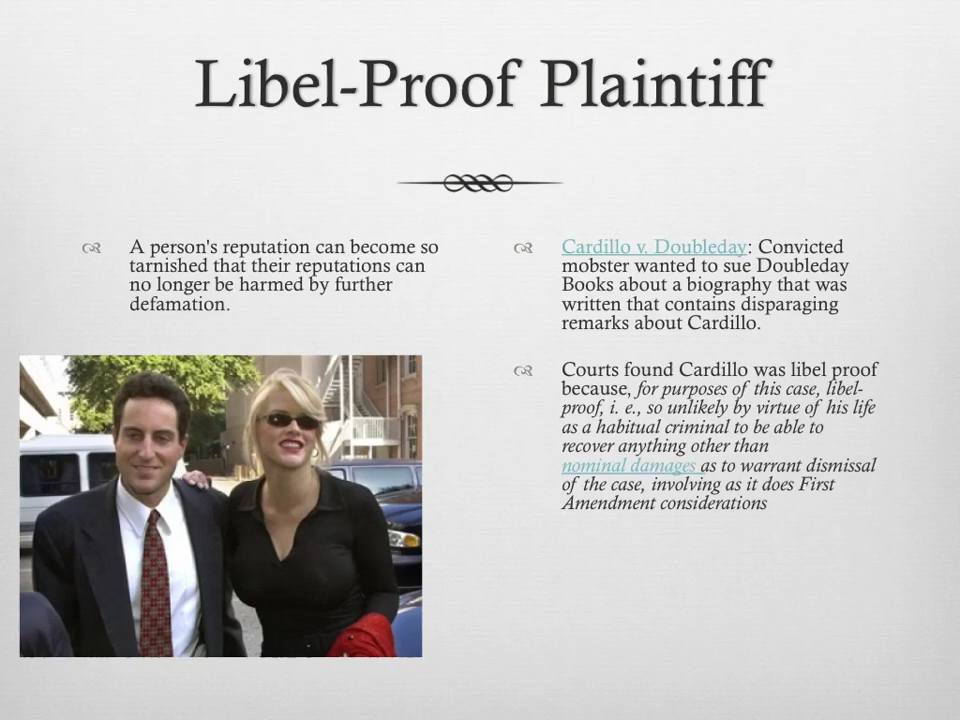 Libel-Proof Plaintiff
A person's reputation can become so
tarnished that their reputations can
no longer be harmed by further
defamation.
Cardillo v. Doubleday: Convicted
mobster wanted to sue Doubleday
Books about a biography that was
written that contains disparaging
remarks about Cardillo.
Courts found Cardillo was libel proof
because, for purposes of this case, libel-
proof, i. e., so unlikely by virtue of his life
as a habitual criminal to be able to
recover anything other than
nominal damages as to warrant dismissal
of the case, involving as it does First
Amendment considerations